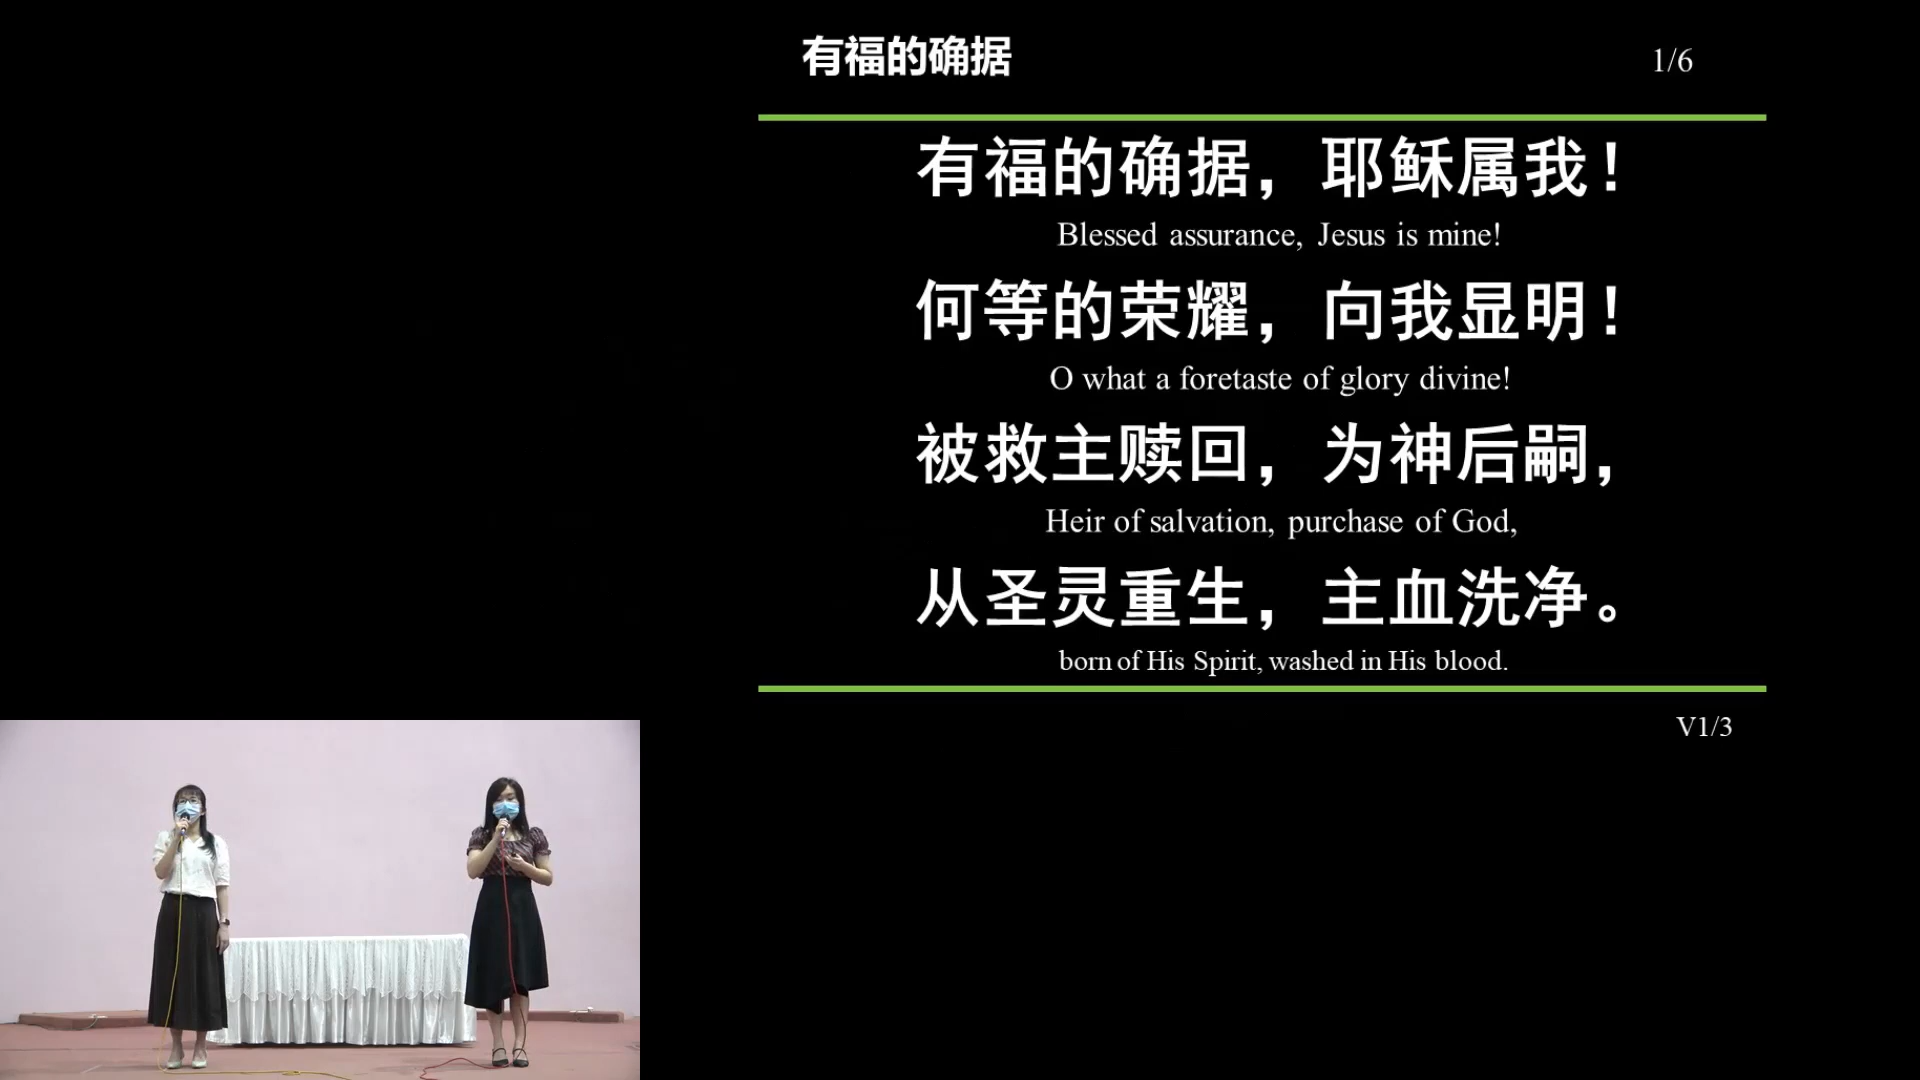 有福的确据
1/6
有福的确据，耶稣属我！
Blessed assurance, Jesus is mine!
何等的荣耀，向我显明！
O what a foretaste of glory divine!
被救主赎回，为神后嗣，
Heir of salvation, purchase of God,
从圣灵重生，主血洗净。
born of His Spirit, washed in His blood.
V1/3